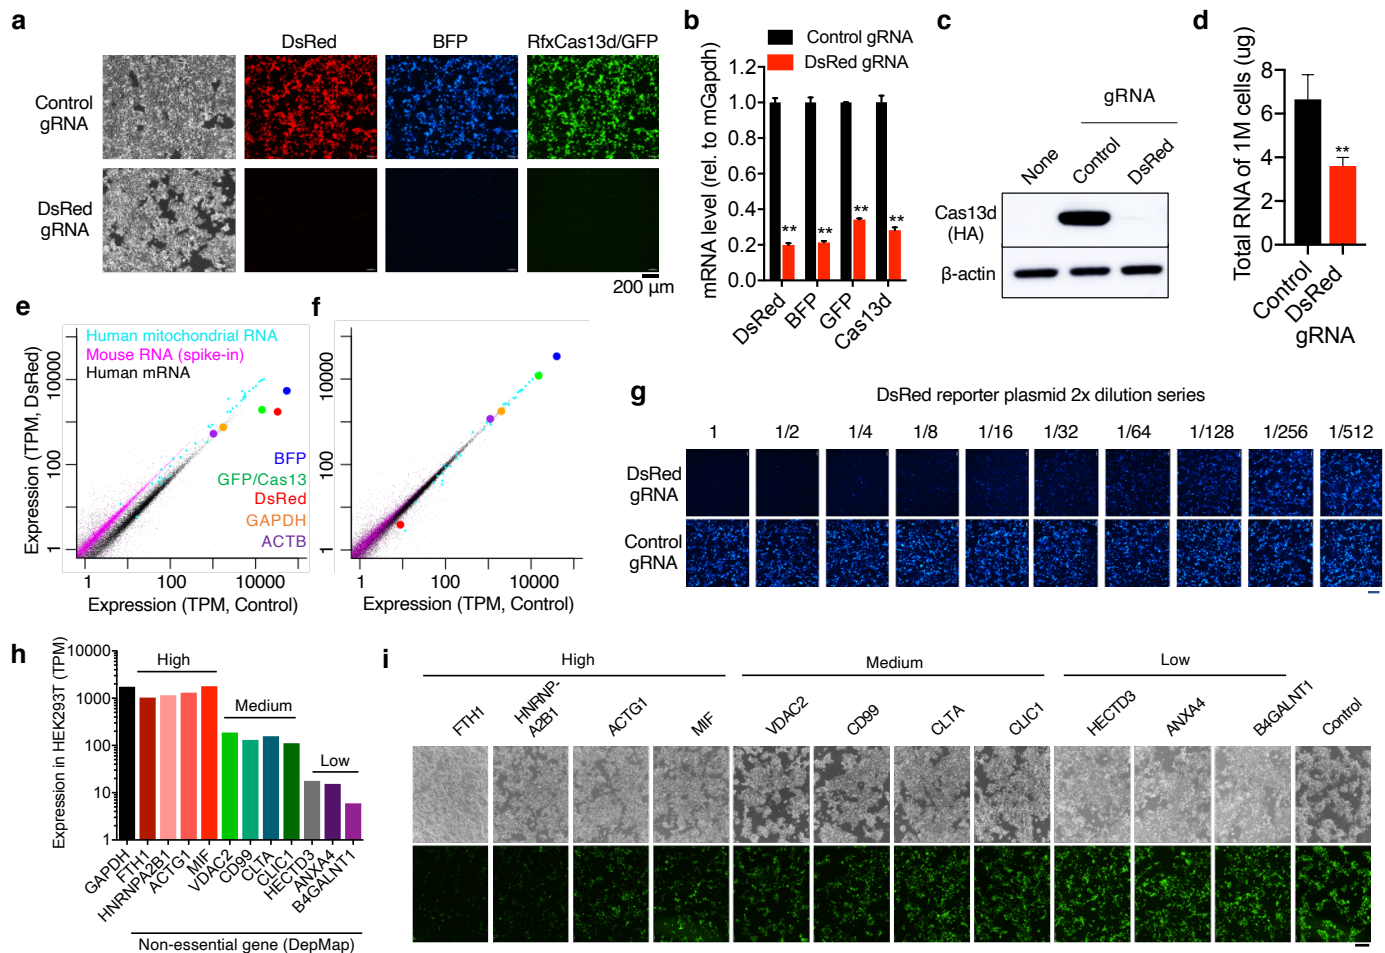 a
DsRed
BFP
RfxCas13d/GFP
Control
gRNA
DsRed
gRNA
200 µm
b
Control gRNA
DsRed gRNA
mRNA level (rel. to mGapdh)
1.2
1.0
0.8
0.6
0.4
0.2
0.0
**
**
**
**
DsRed
BFP
GFP
Cas13d
c
gRNA
None
Control
DsRed
Cas13d
(HA)
β-actin
d
Total RNA of 1M cells (ug)
8
6
4
2
0
**
Control
DsRed
gRNA
e
Human mitochondrial RNA
Mouse RNA (spike-in)
Human mRNA
Expression (TPM, DsRed)
10000
100
1
BFP
GFP/Cas13
DsRed
GAPDH
ACTB
1
100
10000
Expression (TPM, Control)
f
10000
100
1
1
100
10000
Expression (TPM, Control)
g
DsRed reporter plasmid 2x dilution series
1
1/2
1/4
1/8
1/16
1/32
1/64
1/128
1/256
1/512
DsRed
gRNA
Control
gRNA
h
Expression in HEK293T (TPM)
10000
1000
100
10
1
High
Medium
Low
GAPDH
FTH1
HNRNPA2B1
ACTG1
MIF
VDAC2
CD99
CLTA
CLIC1
HECTD3
ANXA4
B4GALNT1
Non-essential gene (DepMap)
i
High
Medium
Low
FTH1
HNRNP-
A2B1
ACTG1
MIF
VDAC2
CD99
CLTA
CLIC1
HECTD3
ANXA4
B4GALNT1
Control